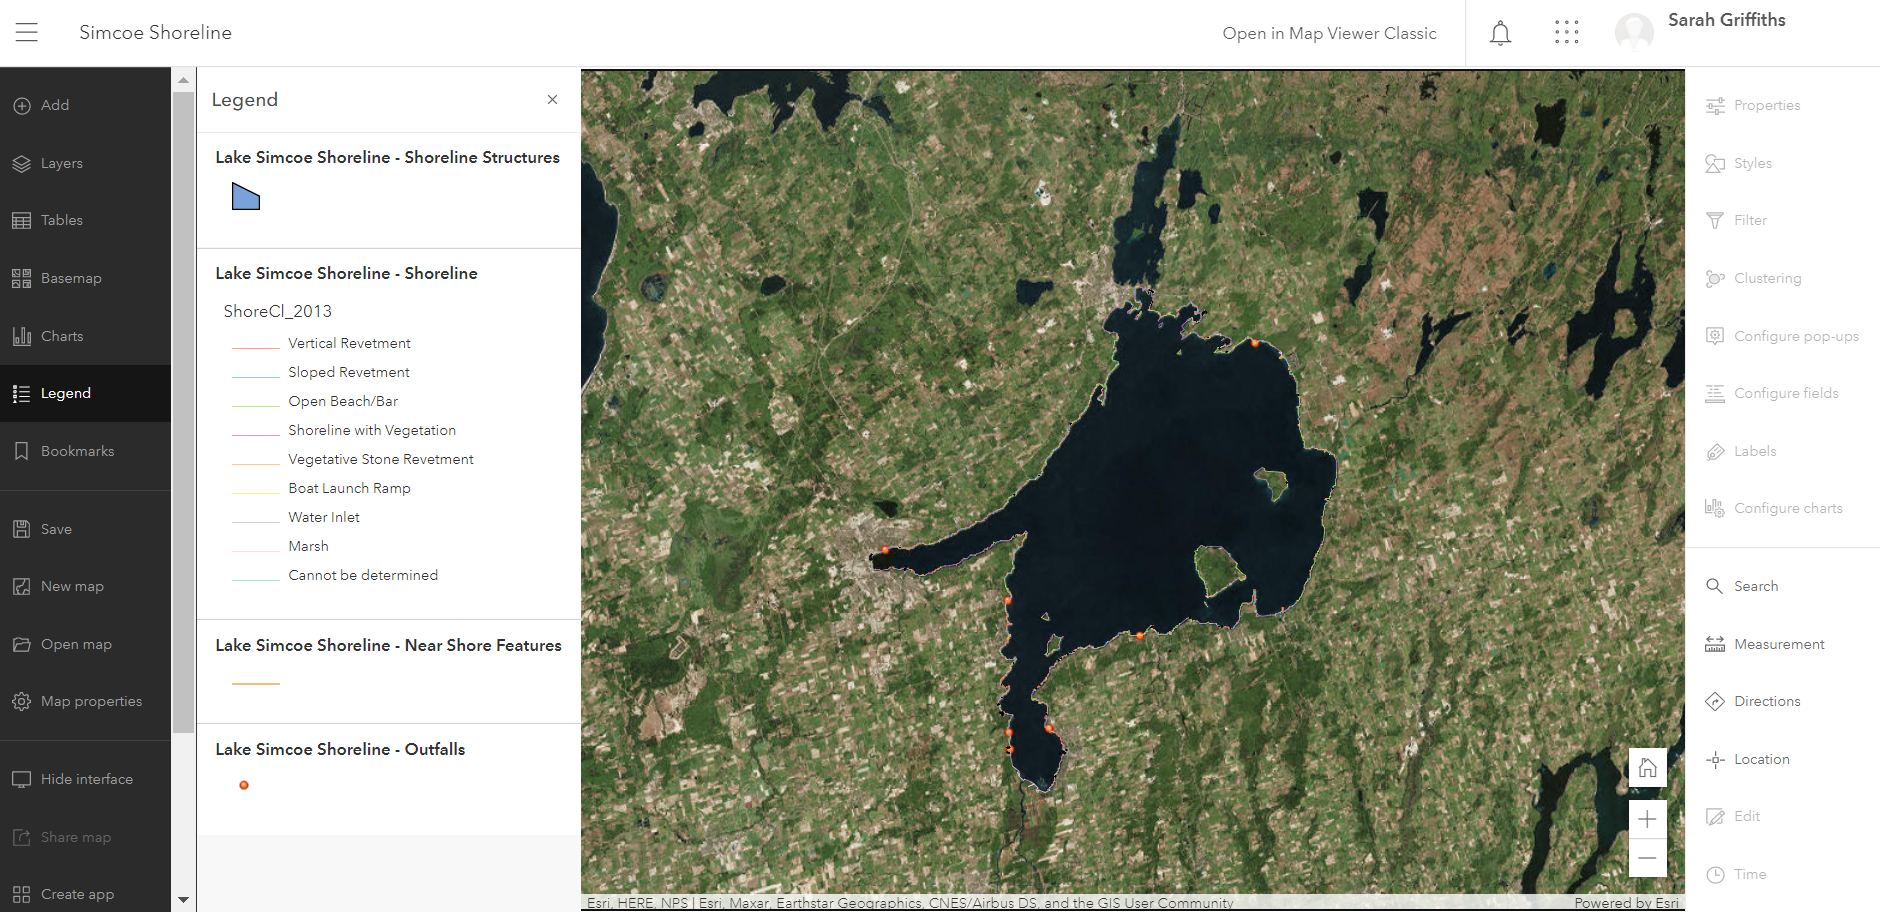 Simcoe Shoreline
Open in Map Viewer Classic
Sarah Griffiths
Add
Layers
Tables
Basemap
Charts
Legend
Bookmarks
Save
New map
Open map
Map properties
Hide interface
Share map
Create app
Legend
Lake Simcoe Shoreline - Shoreline Structures
Lake Simcoe Shoreline - Shoreline
ShoreCl_2013
Vertical Revetment
Sloped Revetment
Open Beach/Bar
Shoreline with Vegetation
Vegetative Stone Revetment
Boat Launch Ramp
Water Inlet
Marsh
Cannot be determined
Lake Simcoe Shoreline - Near Shore Features
Lake Simcoe Shoreline - Outfalls
Esri, HERE, NPS | Esri, Maxar, Earthstar Geographics, CNES/Airbus DS, and the GIS User Community
Powered by Esri
Properties
Styles
Filter
Clustering
Configure pop-ups
Configure fields
Labels
Configure charts
Search
Measurement
Directions
Location
Edit
Time